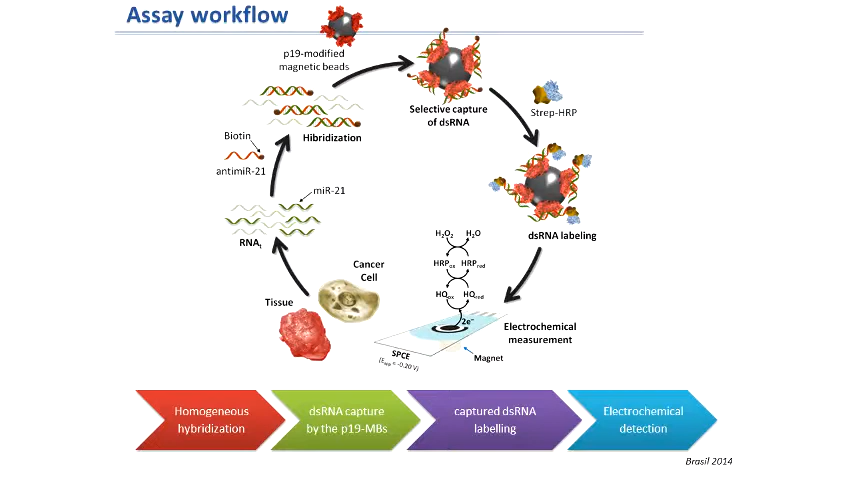 Assay workflow
p19-modified
magnetic beads
Selective capture
of dsRNA
Strep-HRP
Biotin
antimiR-21
Hibridization
miR-21
RNAt
dsRNA labeling
Cancer
Cell
Tissue
H2O2 H2O
HRPox HRPred
HQox HQred
2e-
Electrochemical
measurement
Magnet
SPCE
(Eapp = -0.20 V)
Homogeneous
hybridization
dsRNA capture
by the p19-MBs
captured dsRNA
labelling
Electrochemical
detection
Brasil 2014